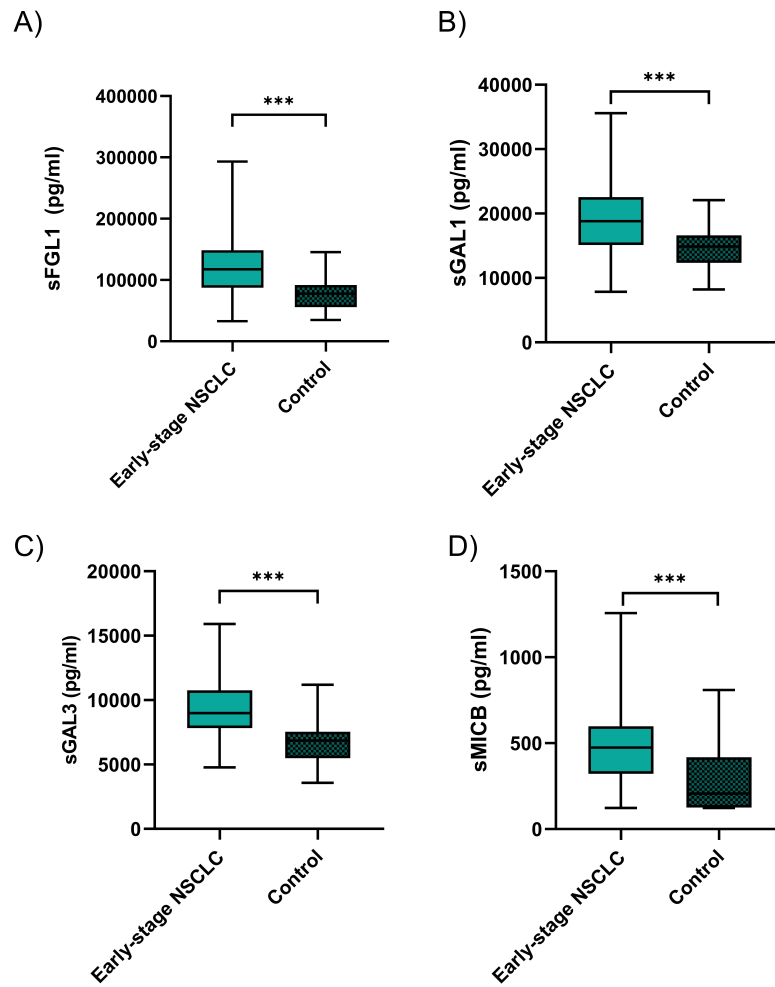 A)
sFGL1 (pg/ml)
400000
300000
200000
100000
0
***
Early-stage NSCLC
Control
B)
sGAL1 (pg/ml)
40000
30000
20000
10000
0
***
Early-stage NSCLC
Control
C)
sGAL3 (pg/ml)
20000
15000
10000
5000
0
***
Early-stage NSCLC
Control
D)
sMICB (pg/ml)
1500
1000
500
0
***
Early-stage NSCLC
Control